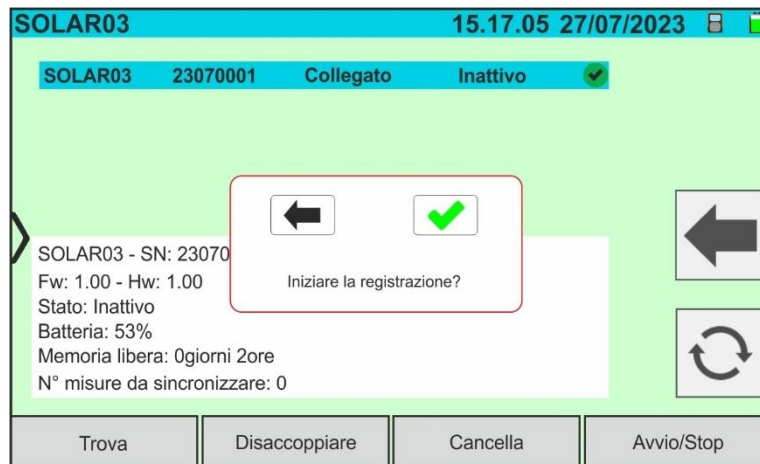 SOLAR03 15.17.05 27/07/2023
SOLAR03 23070001 Collegato Inattivo
Iniziare la registrazione?
SOLAR03 - SN: 23070
Fw: 1.00 - Hw: 1.00
Stato: Inattivo
Batteria: 53%
Memoria libera: 0giorni 2ore
N° misure da sincronizzare: 0
Trova Disaccoppiare Cancella Avvio/Stop